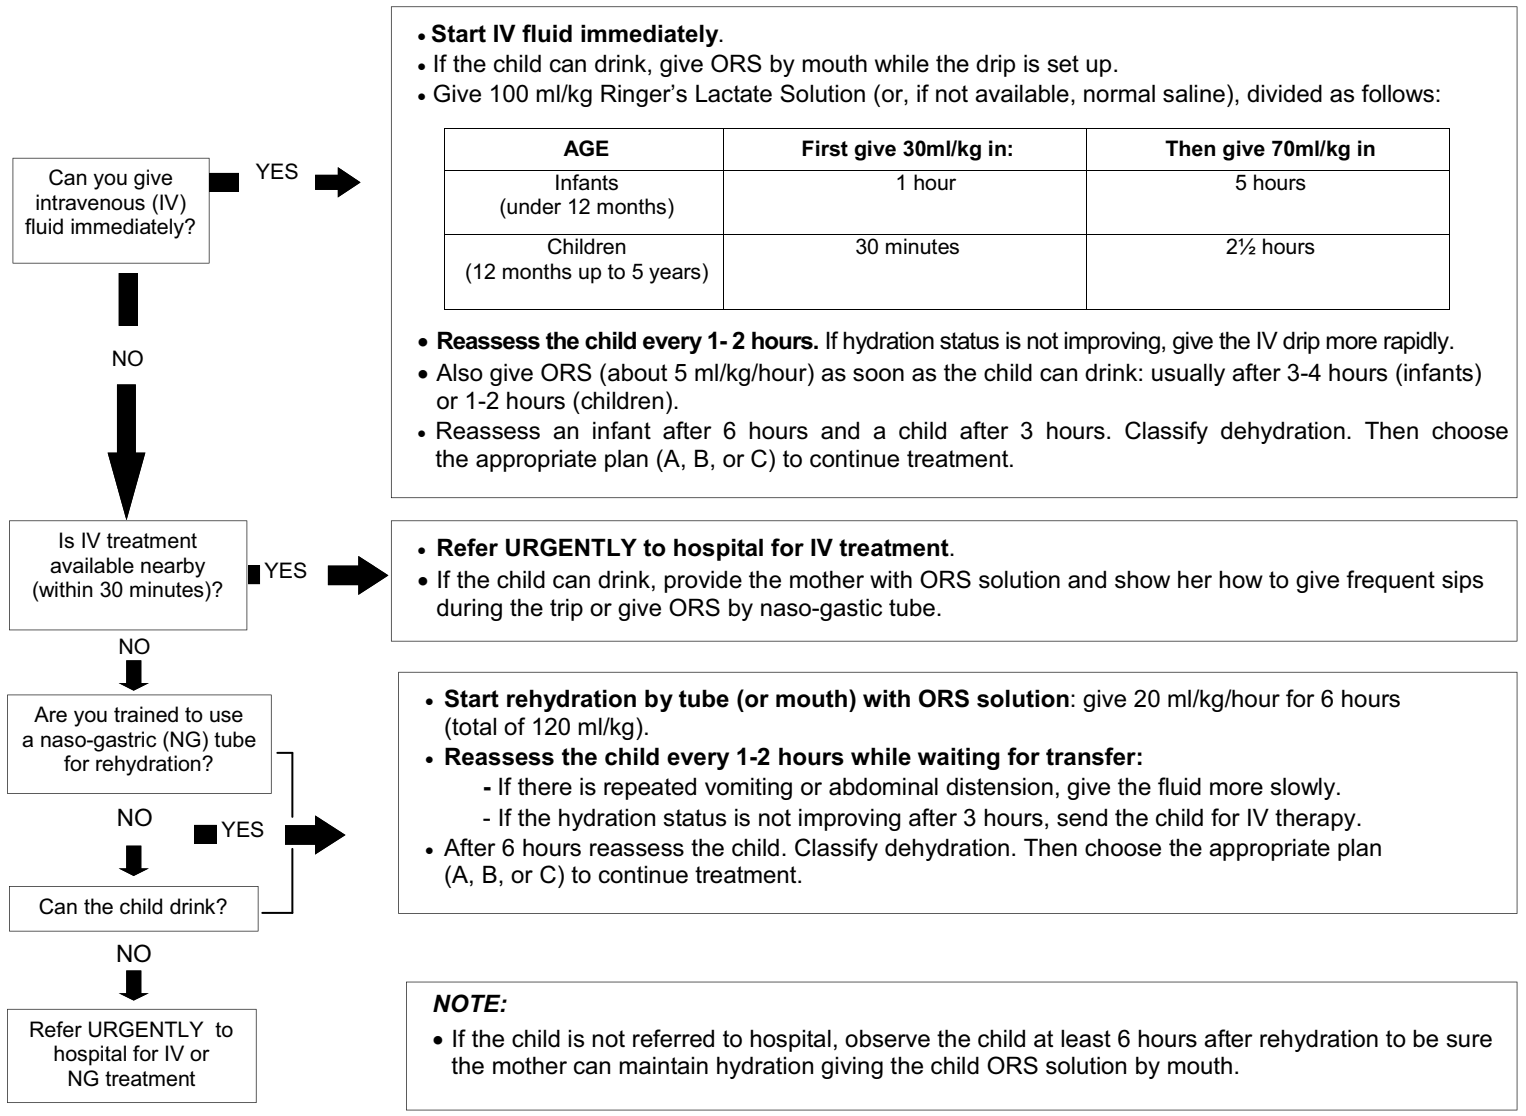 Can you give
intravenous (IV)
fluid immediately?
YES
• Start IV fluid immediately.
• If the child can drink, give ORS by mouth while the drip is set up.
• Give 100 ml/kg Ringer's Lactate Solution (or, if not available, normal saline), divided as follows:
AGE First give 30ml/kg in: Then give 70ml/kg in
Infants 1 hour 5 hours
(under 12 months)
Children 30 minutes 2½ hours
(12 months up to 5 years)
• Reassess the child every 1- 2 hours. If hydration status is not improving, give the IV drip more rapidly.
• Also give ORS (about 5 ml/kg/hour) as soon as the child can drink: usually after 3-4 hours (infants)
or 1-2 hours (children).
• Reassess an infant after 6 hours and a child after 3 hours. Classify dehydration. Then choose
the appropriate plan (A, B, or C) to continue treatment.
NO
Is IV treatment
available nearby
(within 30 minutes)?
YES
• Refer URGENTLY to hospital for IV treatment.
• If the child can drink, provide the mother with ORS solution and show her how to give frequent sips
during the trip or give ORS by naso-gastic tube.
NO
Are you trained to use
a naso-gastric (NG) tube
for rehydration?
NO
YES
• Start rehydration by tube (or mouth) with ORS solution: give 20 ml/kg/hour for 6 hours
(total of 120 ml/kg).
• Reassess the child every 1-2 hours while waiting for transfer:
- If there is repeated vomiting or abdominal distension, give the fluid more slowly.
- If the hydration status is not improving after 3 hours, send the child for IV therapy.
• After 6 hours reassess the child. Classify dehydration. Then choose the appropriate plan
(A, B, or C) to continue treatment.
Can the child drink?
NO
Refer URGENTLY to
hospital for IV or
NG treatment
NOTE:
• If the child is not referred to hospital, observe the child at least 6 hours after rehydration to be sure
the mother can maintain hydration giving the child ORS solution by mouth.